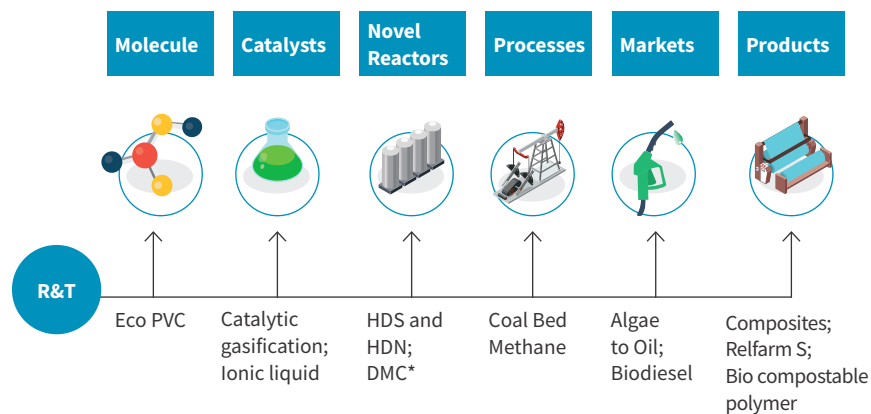 Molecule
Catalysts
Novel
Reactors
Processes
Markets
Products
R&T
Eco PVC
Catalytic
gasification;
Ionic liquid
HDS and
HDN;
DMC*
Coal Bed
Methane
Algae
to Oil;
Biodiesel
Composites;
Relfarm S;
Bio compostable
polymer